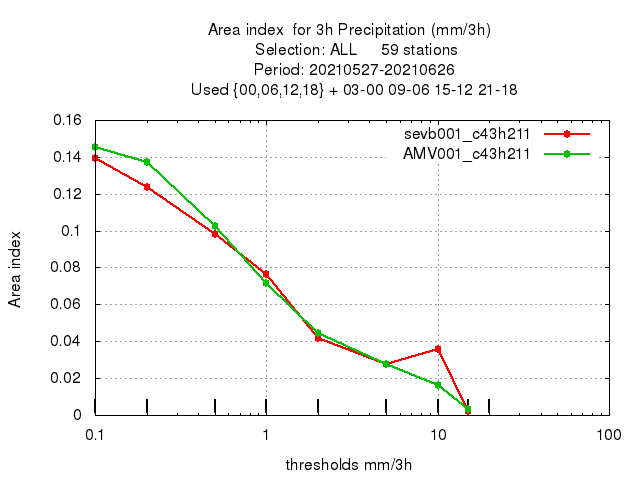 Area index  for 3h Precipitation (mm/3h)
Selection: ALL     59 stations
Period: 20210527-20210626
Used {00,06,12,18} + 03-00 09-06 15-12 21-18
sevb001_c43h211
AMV001_c43h211
Area index
0.16
0.14
0.12
0.1
0.08
0.06
0.04
0.02
0
0.1 1 10 100
thresholds mm/3h